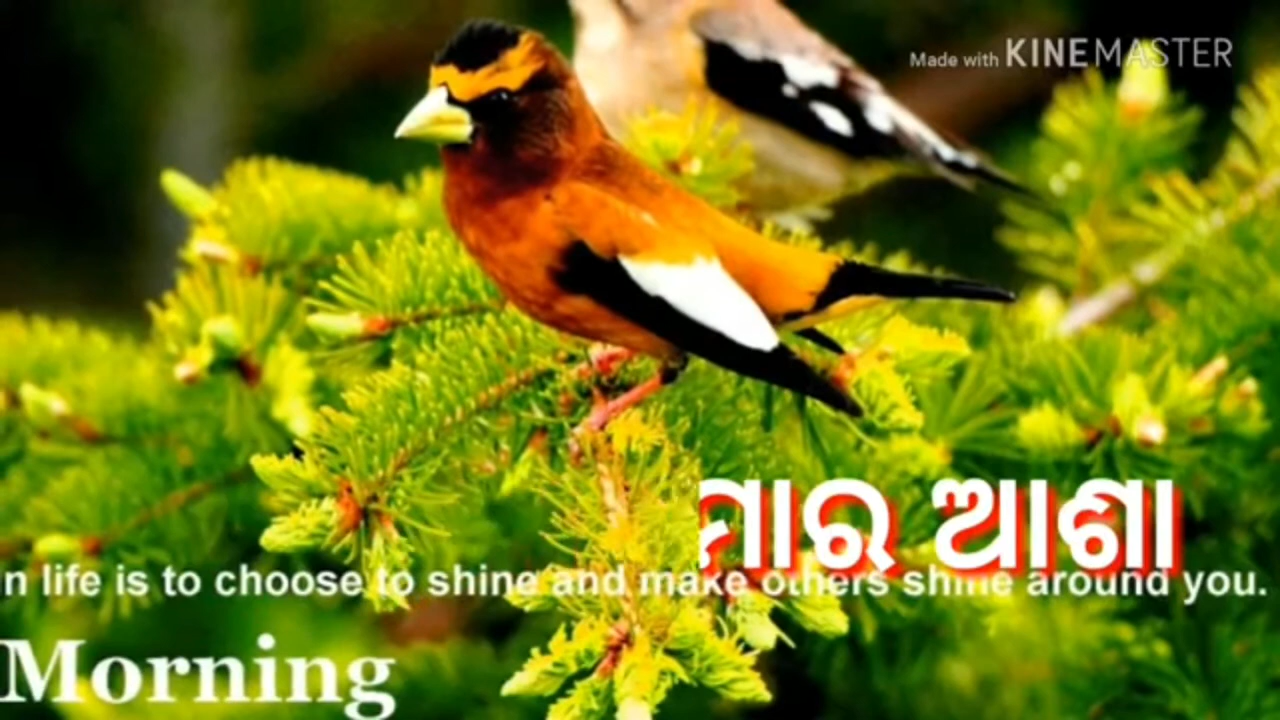 Made with KINEMASTER
ମାର ଆଶା
n life is to choose to shine and make others shine around you.
Morning